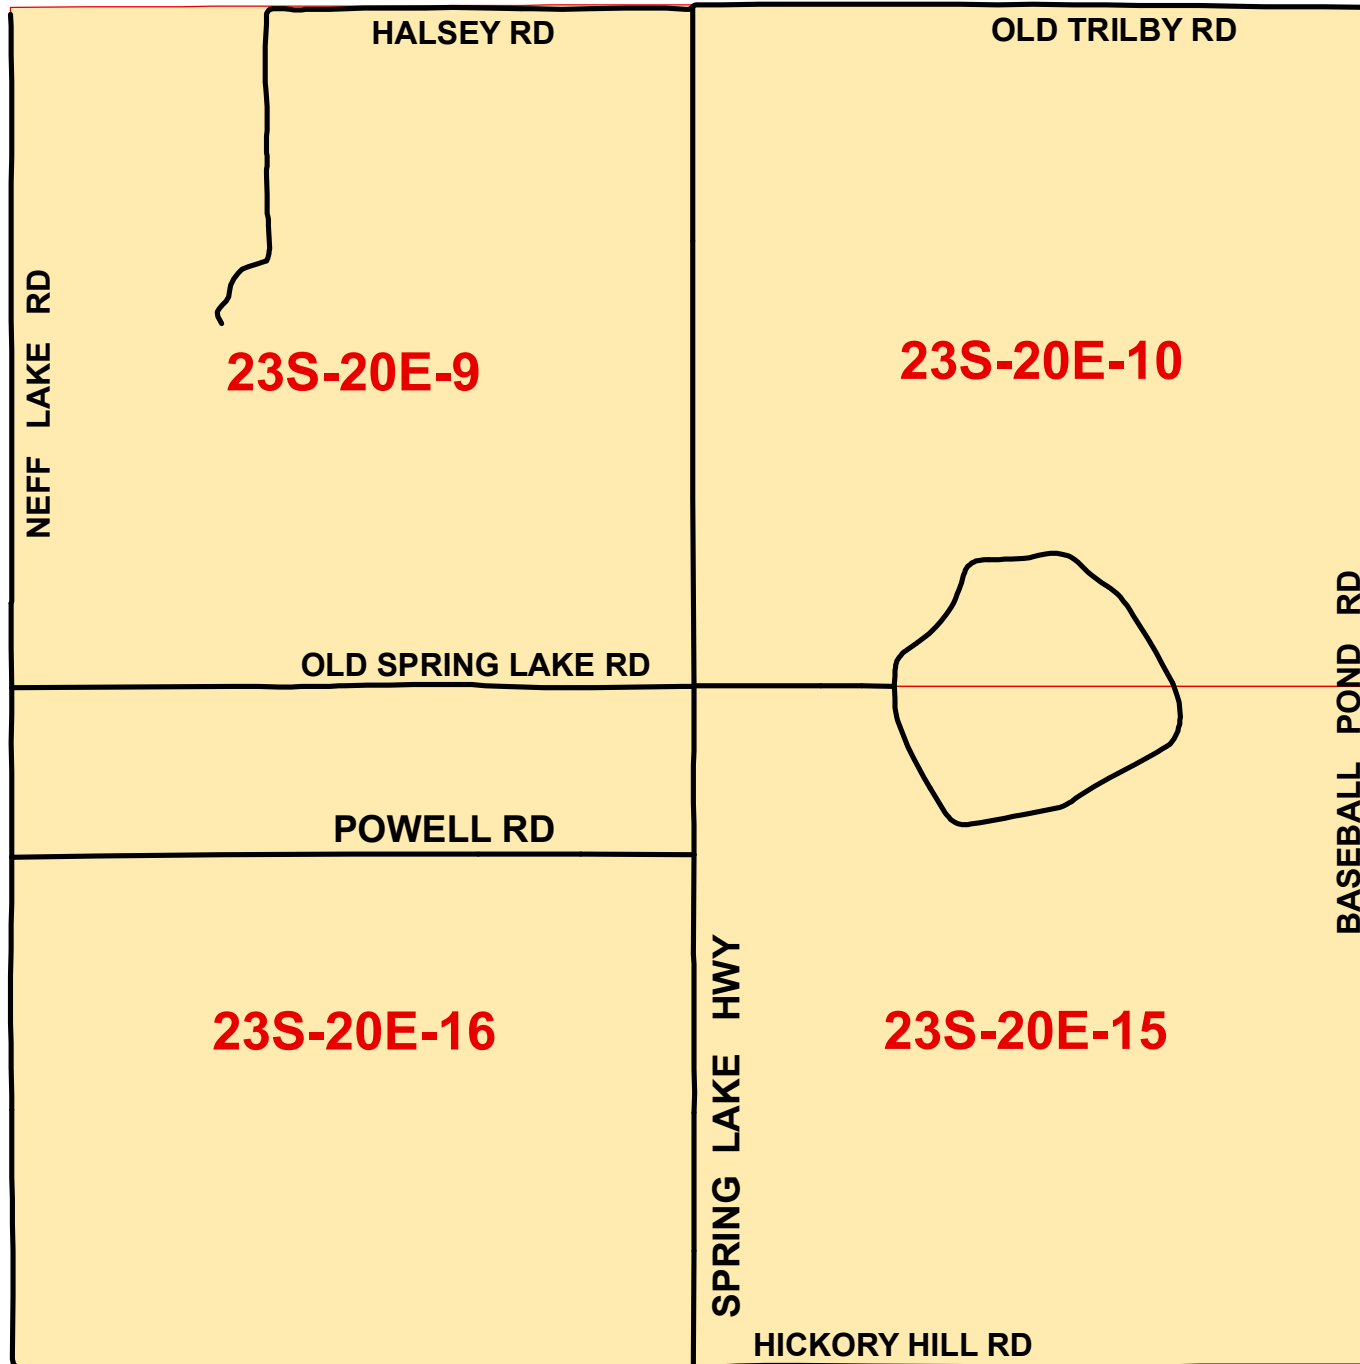 HALSEY RD
OLD TRILBY RD
NEFF LAKE RD
23S-20E-9
23S-20E-10
OLD SPRING LAKE RD
BASEBALL POND RD
POWELL RD
23S-20E-16
SPRING LAKE HWY
23S-20E-15
HICKORY HILL RD